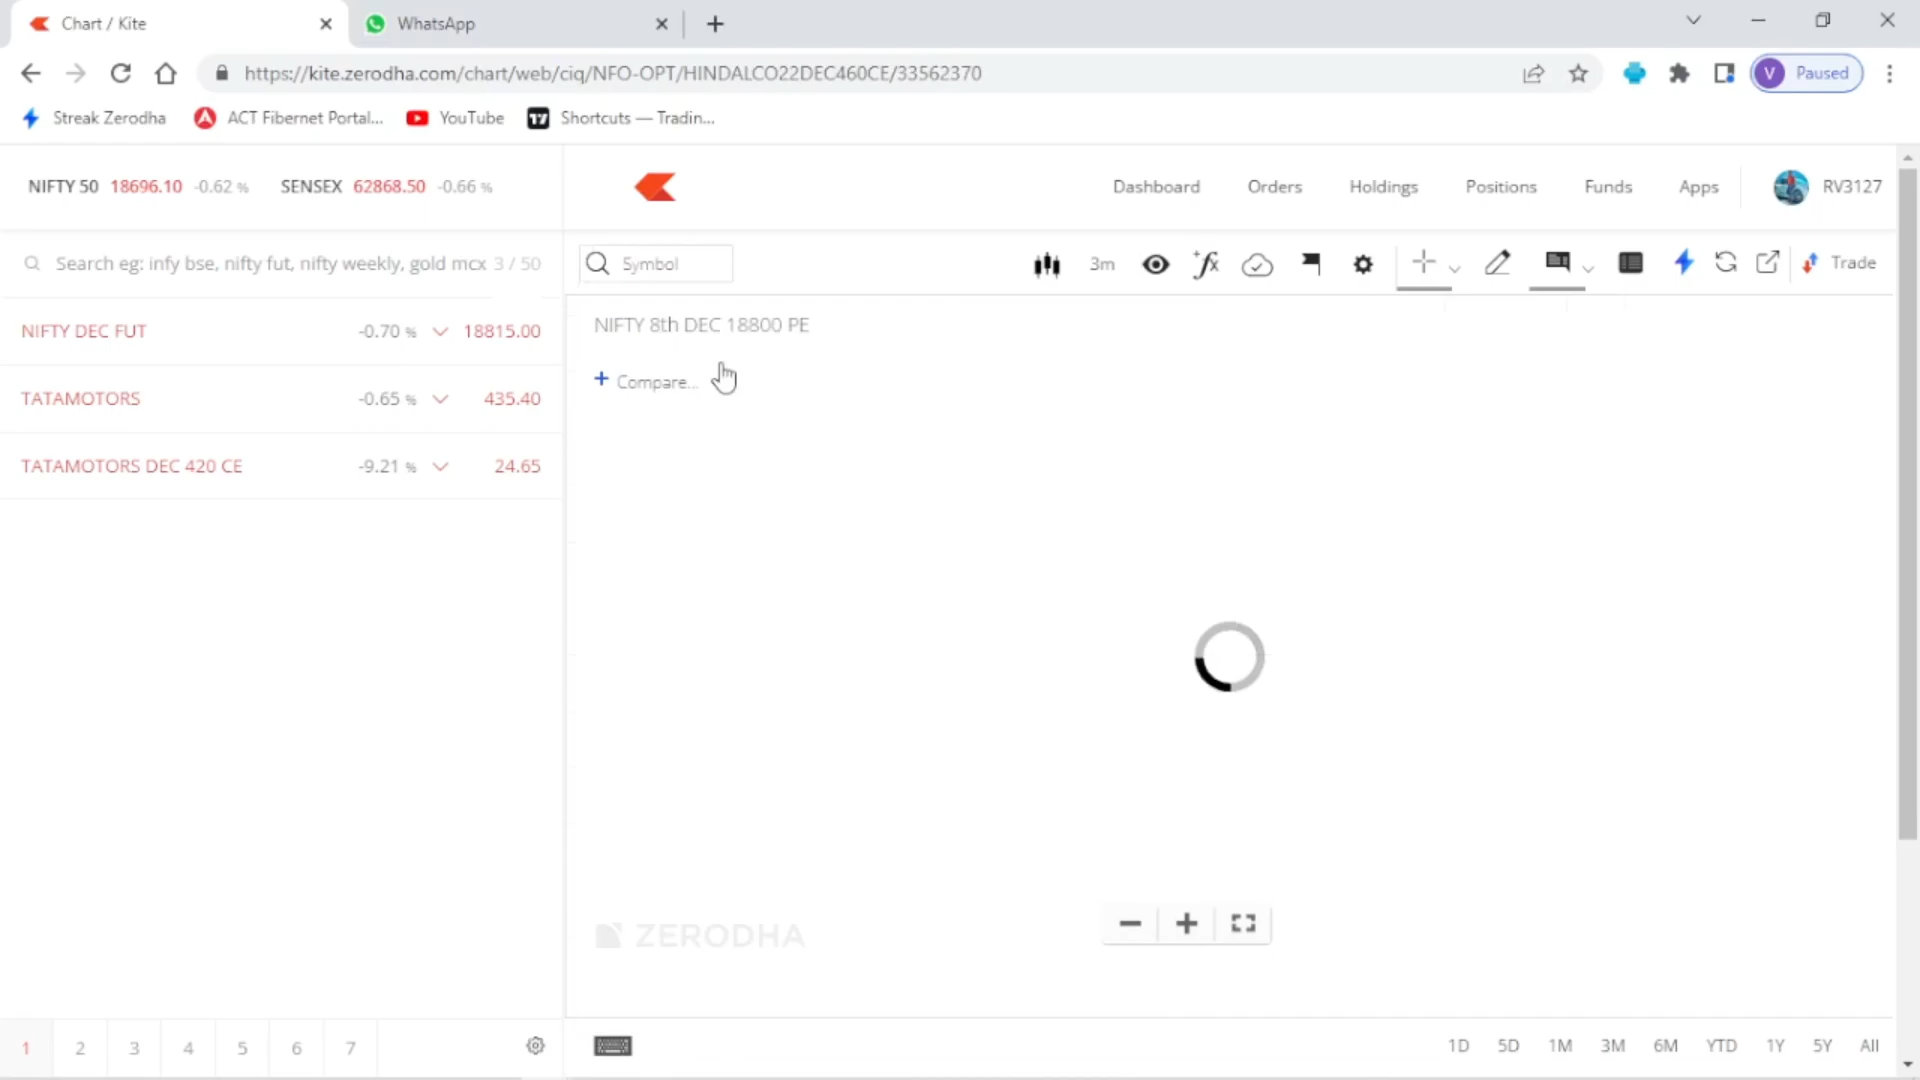 Chart / Kite
WhatsApp
https://kite.zerodha.com/chart/web/ciq/NFO-OPT/HINDALCO22DEC460CE/33562370
V Paused
Streak Zerodha
ACT Fibernet Portal...
YouTube
Shortcuts — Tradin...
NIFTY 50 18696.10 -0.62 %
SENSEX 62868.50 -0.66 %
Dashboard
Orders
Holdings
Positions
Funds
Apps
RV3127
Search eg: infy bse, nifty fut, nifty weekly, gold mcx 3 / 50
Symbol
3m
Trade
NIFTY DEC FUT -0.70 % 18815.00
TATAMOTORS -0.65 % 435.40
TATAMOTORS DEC 420 CE -9.21 % 24.65
NIFTY 8th DEC 18800 PE
+ Compare...
ZERODHA
1 2 3 4 5 6 7
1D 5D 1M 3M 6M YTD 1Y 5Y All